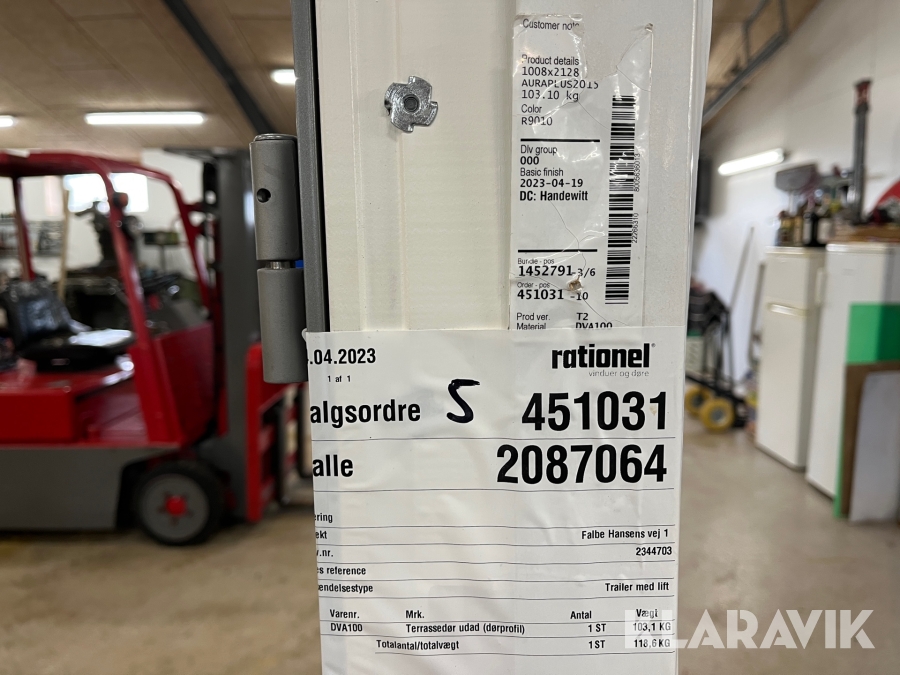 Customer note
Product details
1008x2128
AURAPLUS2015
103.10 kg
Color
R9010
Dlv group
000
Basic finish
2023-04-19
DC: Handewitt
Bundle - pos
1452791 -3/6
Order - pos
451031 -10
Prod ver. T2
Material DVA100
22286310
.04.2023
1 af 1
rationel®
vinduer og døre
algsordre 5 451031
alle 2087064
ering
ekt Falbe Hansens vej 1
v.nr. 2344703
es reference
endelsestype Trailer med lift
Varenr. Mrk. Antal Vægt
DVA100 Terrassedør udad (dørprofil) 1 ST 103,1 KG
Totalantal/totalvægt 1 ST 118,6 KG
KLARAVIK